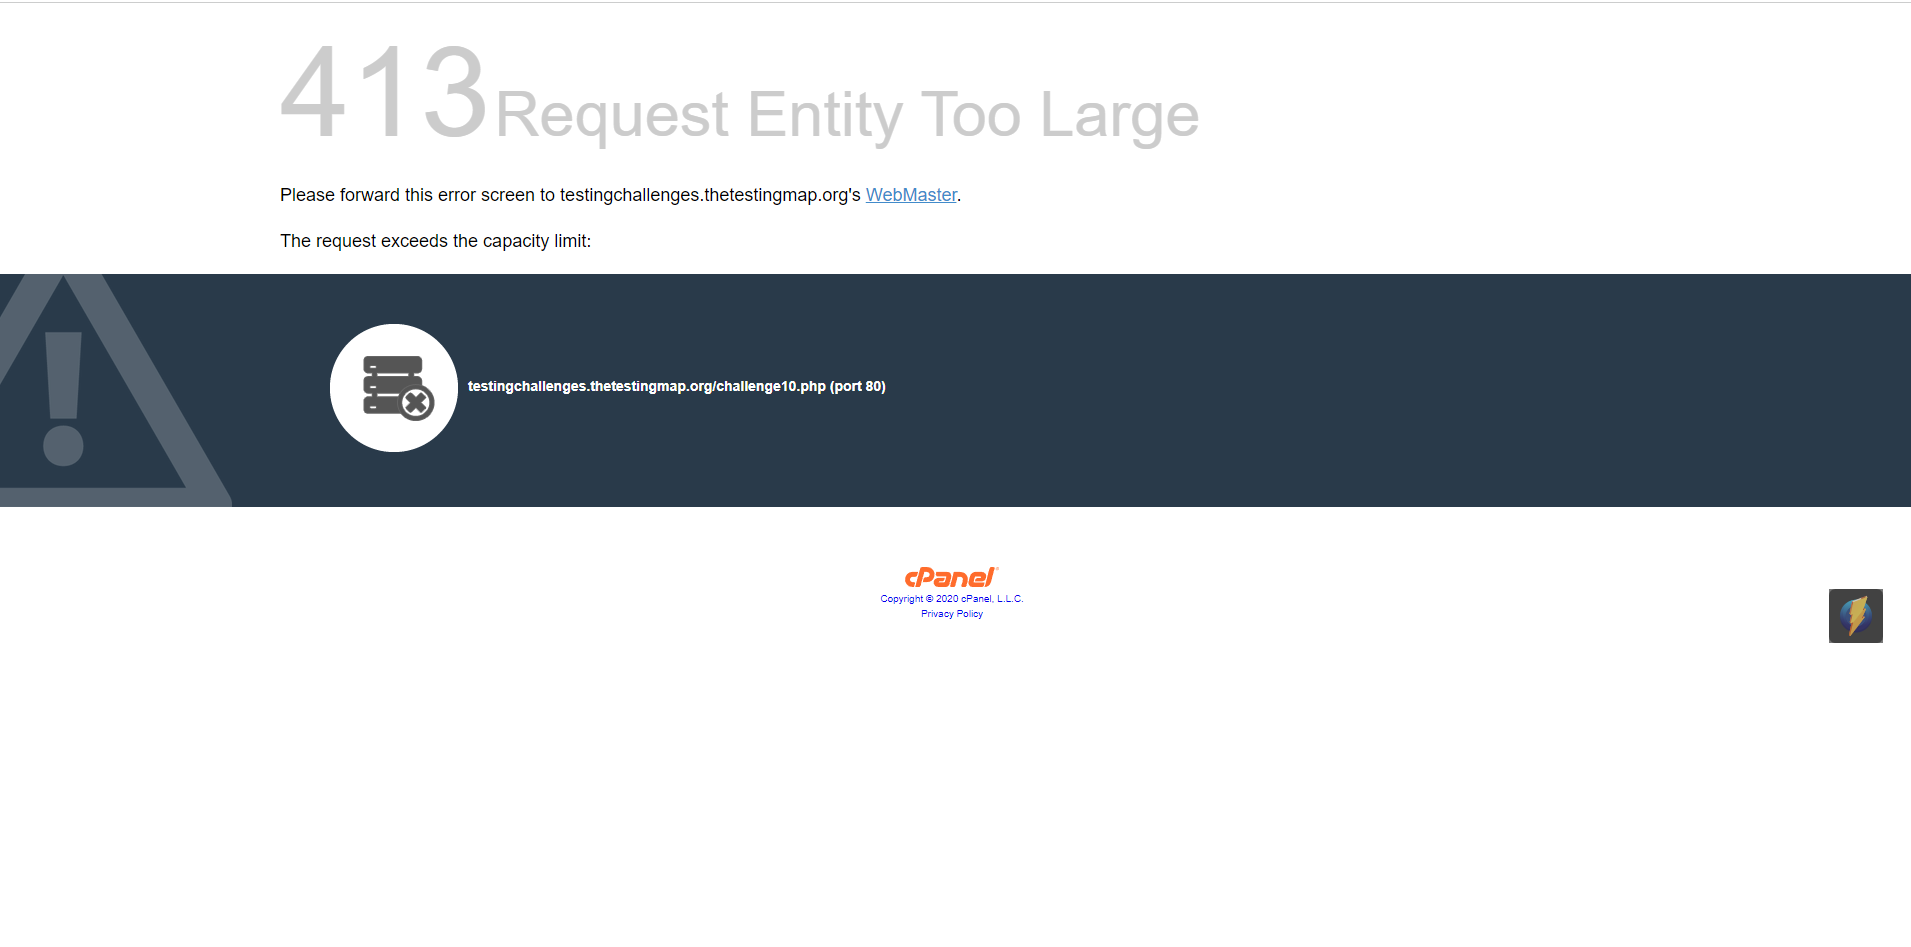 413 Request Entity Too Large
Please forward this error screen to testingchallenges.thetestingmap.org's WebMaster.
The request exceeds the capacity limit:
testingchallenges.thetestingmap.org/challenge10.php (port 80)
cPanel®
Copyright © 2020 cPanel, L.L.C.
Privacy Policy